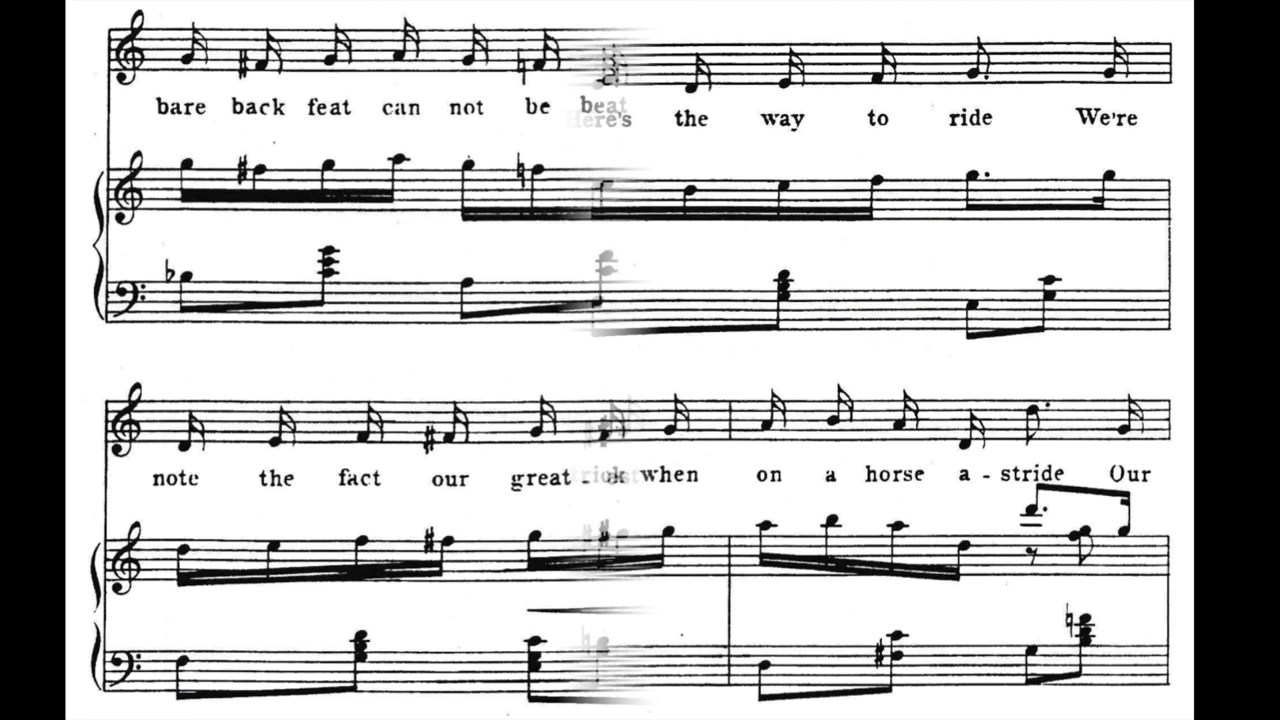 bare back feat can not be beat Here's the way to ride We're
note the fact our great - when on a horse a - stride Our